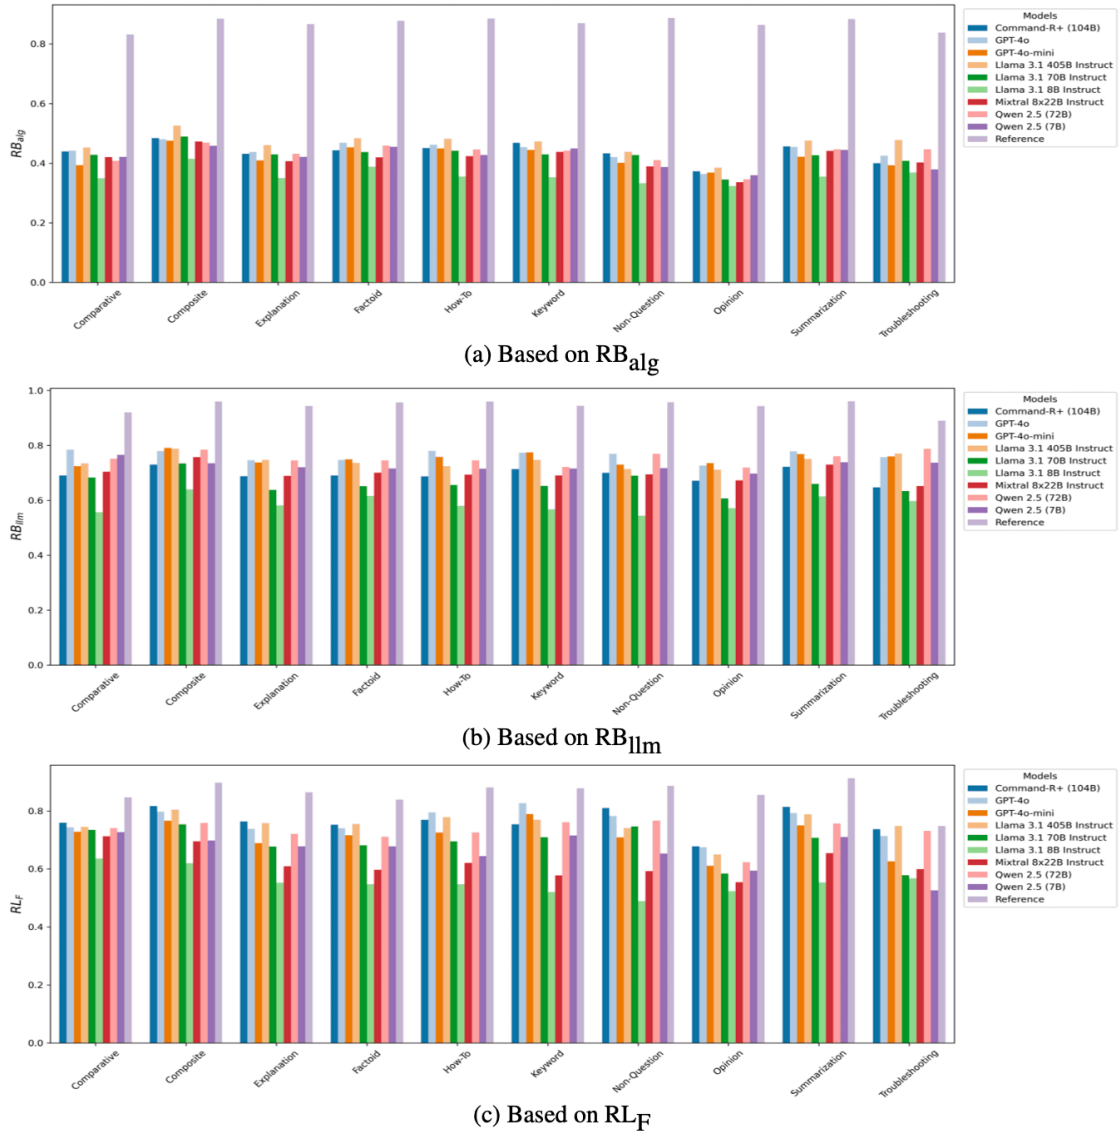 Models
Command-R+ (104B)
GPT-4o
GPT-4o-mini
Llama 3.1 405B Instruct
Llama 3.1 70B Instruct
Llama 3.1 8B Instruct
Mixtral 8x22B Instruct
Qwen 2.5 (72B)
Qwen 2.5 (7B)
Reference
RB_alg
0.8
0.6
0.4
0.2
0.0
Comparative
Composite
Explanation
Factoid
How-To
Keyword
Non-Question
Opinion
Summarization
Troubleshooting
(a) Based on RB_alg
Models
Command-R+ (104B)
GPT-4o
GPT-4o-mini
Llama 3.1 405B Instruct
Llama 3.1 70B Instruct
Llama 3.1 8B Instruct
Mixtral 8x22B Instruct
Qwen 2.5 (72B)
Qwen 2.5 (7B)
Reference
RB_llm
1.0
0.8
0.6
0.4
0.2
0.0
Comparative
Composite
Explanation
Factoid
How-To
Keyword
Non-Question
Opinion
Summarization
Troubleshooting
(b) Based on RB_llm
Models
Command-R+ (104B)
GPT-4o
GPT-4o-mini
Llama 3.1 405B Instruct
Llama 3.1 70B Instruct
Llama 3.1 8B Instruct
Mixtral 8x22B Instruct
Qwen 2.5 (72B)
Qwen 2.5 (7B)
Reference
RL_F
0.8
0.6
0.4
0.2
0.0
Comparative
Composite
Explanation
Factoid
How-To
Keyword
Non-Question
Opinion
Summarization
Troubleshooting
(c) Based on RL_F